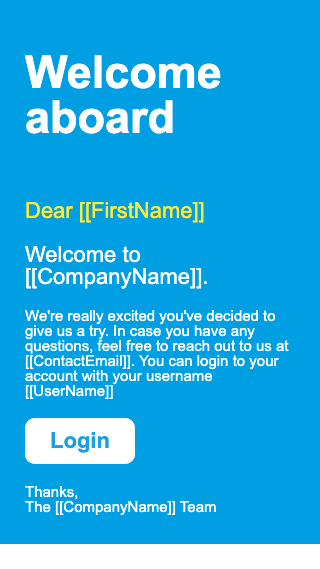 Welcome
aboard
Dear [[FirstName]]
Welcome to
[[CompanyName]].
We're really excited you've decided to
give us a try. In case you have any
questions, feel free to reach out to us at
[[ContactEmail]]. You can login to your
account with your username
[[UserName]]
Login
Thanks,
The [[CompanyName]] Team